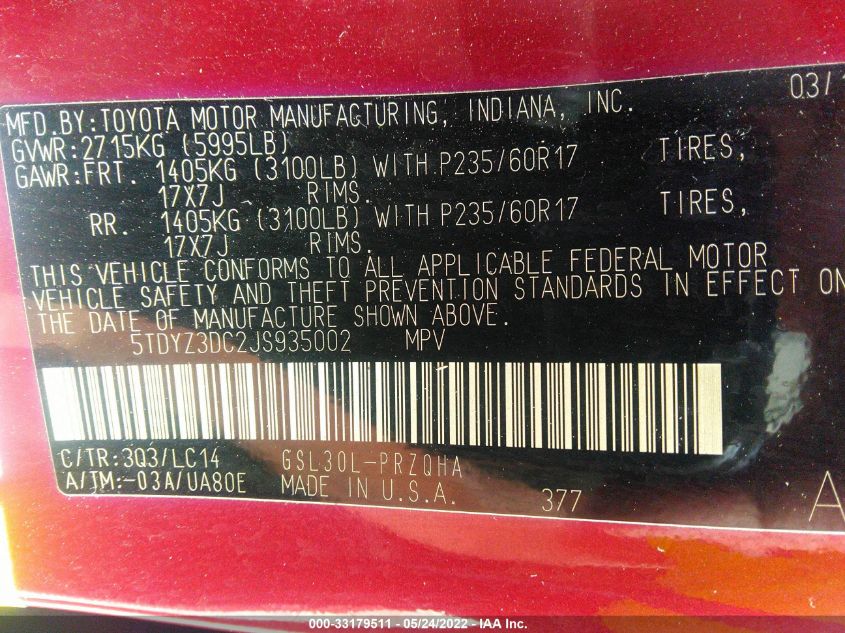 03/1
MFD.BY:TOYOTA MOTOR MANUFACTURING, INDIANA, INC.
GVWR:2715KG (5995LB)
GAWR:FRT. 1405KG (3100LB) WITH P235/60R17 TIRES,
17X7J RIMS.
RR. 1405KG (3100LB) WITH P235/60R17 TIRES,
17X7J RIMS.
THIS VEHICLE CONFORMS TO ALL APPLICABLE FEDERAL MOTOR
VEHICLE SAFETY AND THEFT PREVENTION STANDARDS IN EFFECT ON
THE DATE OF MANUFACTURE SHOWN ABOVE.
5TDYZ3DC2JS935002 MPV
C/TR:3Q3/LC14 GSL30L-PRZQHA
A/TM:-03A/UA80E MADE IN U.S.A. 377 A
000-33179511 - 05/24/2022 - IAA Inc.